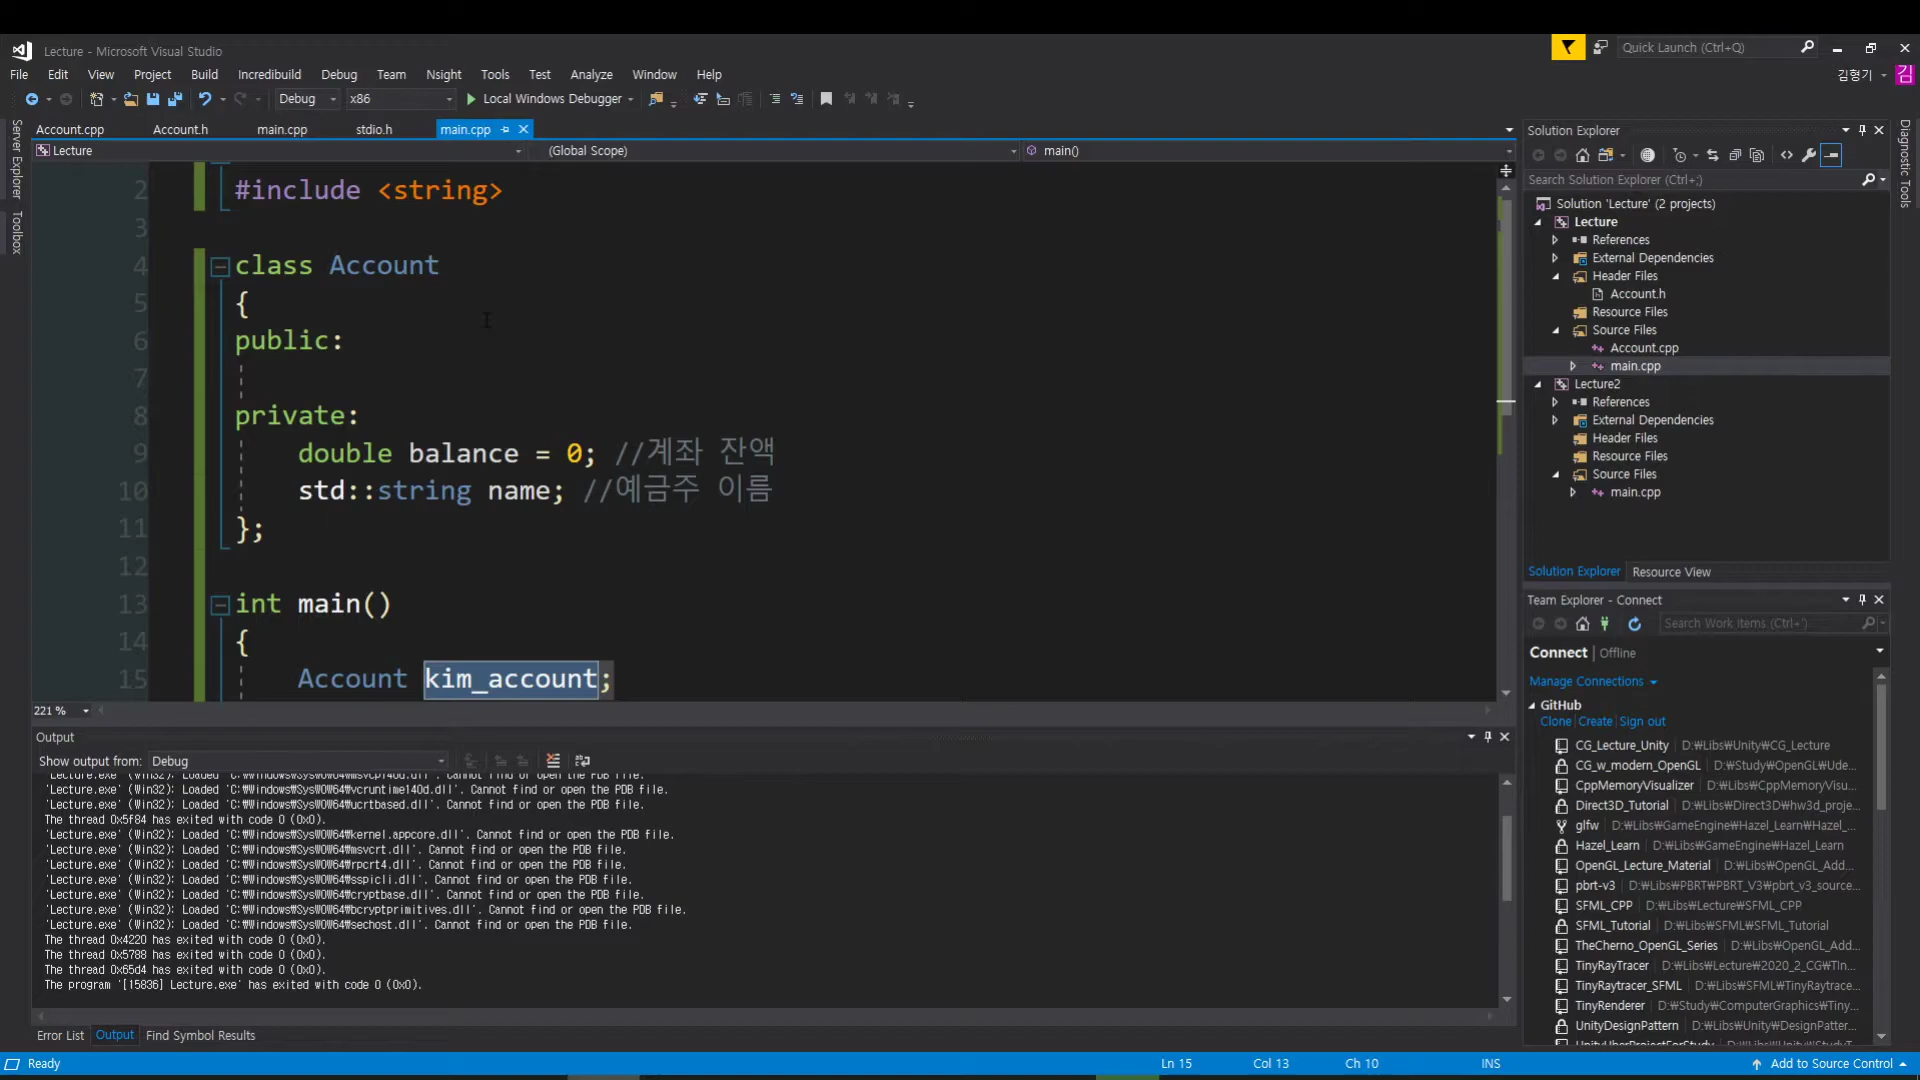 Lecture - Microsoft Visual Studio
Quick Launch (Ctrl+Q)
File Edit View Project Build Incredibuild Debug Team Nsight Tools Test Analyze Window Help
김형기 김
Debug x86 Local Windows Debugger
Server Explorer
Toolbox
Account.cpp Account.h main.cpp stdio.h main.cpp
Lecture (Global Scope) main()
2 #include <string>
3
4 class Account
5 {
6 public:
7
8 private:
9 double balance = 0; //계좌 잔액
10 std::string name; //예금주 이름
11 };
12
13 int main()
14 {
15 Account kim_account;
221 %
Output
Show output from: Debug
'Lecture.exe' (Win32): Loaded 'C:₩Windows₩SysWOW64₩msvcp140d.dll'. Cannot find or open the PDB file.
'Lecture.exe' (Win32): Loaded 'C:₩Windows₩SysWOW64₩vcruntime140d.dll'. Cannot find or open the PDB file.
'Lecture.exe' (Win32): Loaded 'C:₩Windows₩SysWOW64₩ucrtbased.dll'. Cannot find or open the PDB file.
The thread 0x5f84 has exited with code 0 (0x0).
'Lecture.exe' (Win32): Loaded 'C:₩Windows₩SysWOW64₩kernel.appcore.dll'. Cannot find or open the PDB file.
'Lecture.exe' (Win32): Loaded 'C:₩Windows₩SysWOW64₩msvcrt.dll'. Cannot find or open the PDB file.
'Lecture.exe' (Win32): Loaded 'C:₩Windows₩SysWOW64₩rpcrt4.dll'. Cannot find or open the PDB file.
'Lecture.exe' (Win32): Loaded 'C:₩Windows₩SysWOW64₩sspicli.dll'. Cannot find or open the PDB file.
'Lecture.exe' (Win32): Loaded 'C:₩Windows₩SysWOW64₩cryptbase.dll'. Cannot find or open the PDB file.
'Lecture.exe' (Win32): Loaded 'C:₩Windows₩SysWOW64₩bcryptprimitives.dll'. Cannot find or open the PDB file.
'Lecture.exe' (Win32): Loaded 'C:₩Windows₩SysWOW64₩sechost.dll'. Cannot find or open the PDB file.
The thread 0x4220 has exited with code 0 (0x0).
The thread 0x5788 has exited with code 0 (0x0).
The thread 0x65d4 has exited with code 0 (0x0).
The program '[15836] Lecture.exe' has exited with code 0 (0x0).
Error List Output Find Symbol Results
Solution Explorer
Search Solution Explorer (Ctrl+;)
Solution 'Lecture' (2 projects)
Lecture
References
External Dependencies
Header Files
Account.h
Resource Files
Source Files
Account.cpp
main.cpp
Lecture2
References
External Dependencies
Header Files
Resource Files
Source Files
main.cpp
Solution Explorer Resource View
Team Explorer - Connect
Search Work Items (Ctrl+')
Connect Offline
Manage Connections
GitHub
Clone Create Sign out
CG_Lecture_Unity D:₩Libs₩Unity₩CG_Lecture
CG_w_modern_OpenGL D:₩Study₩OpenGL₩Ude...
CppMemoryVisualizer D:₩Libs₩CppMemoryVisu...
Direct3D_Tutorial D:₩Libs₩Direct3D₩hw3d_proje...
glfw D:₩Libs₩GameEngine₩Hazel_Learn₩Hazel_...
Hazel_Learn D:₩Libs₩GameEngine₩Hazel_Learn
OpenGL_Lecture_Material D:₩Libs₩OpenGL_Add...
pbrt-v3 D:₩Libs₩PBRT₩PBRT_V3₩pbrt_v3_source...
SFML_CPP D:₩Libs₩Lecture₩SFML_CPP
SFML_Tutorial D:₩Libs₩SFML₩SFML_Tutorial
TheCherno_OpenGL_Series D:₩Libs₩OpenGL_Add...
TinyRayTracer D:₩Libs₩Lecture₩2020_2_CG₩TIn...
TinyRaytracer_SFML D:₩Libs₩SFML₩TinyRaytrace...
TinyRenderer D:₩Study₩ComputerGraphics₩Tiny...
UnityDesignPattern D:₩Libs₩Unity₩DesignPatter...
Diagnostic Tools
Ready Ln 15 Col 13 Ch 10 INS Add to Source Control